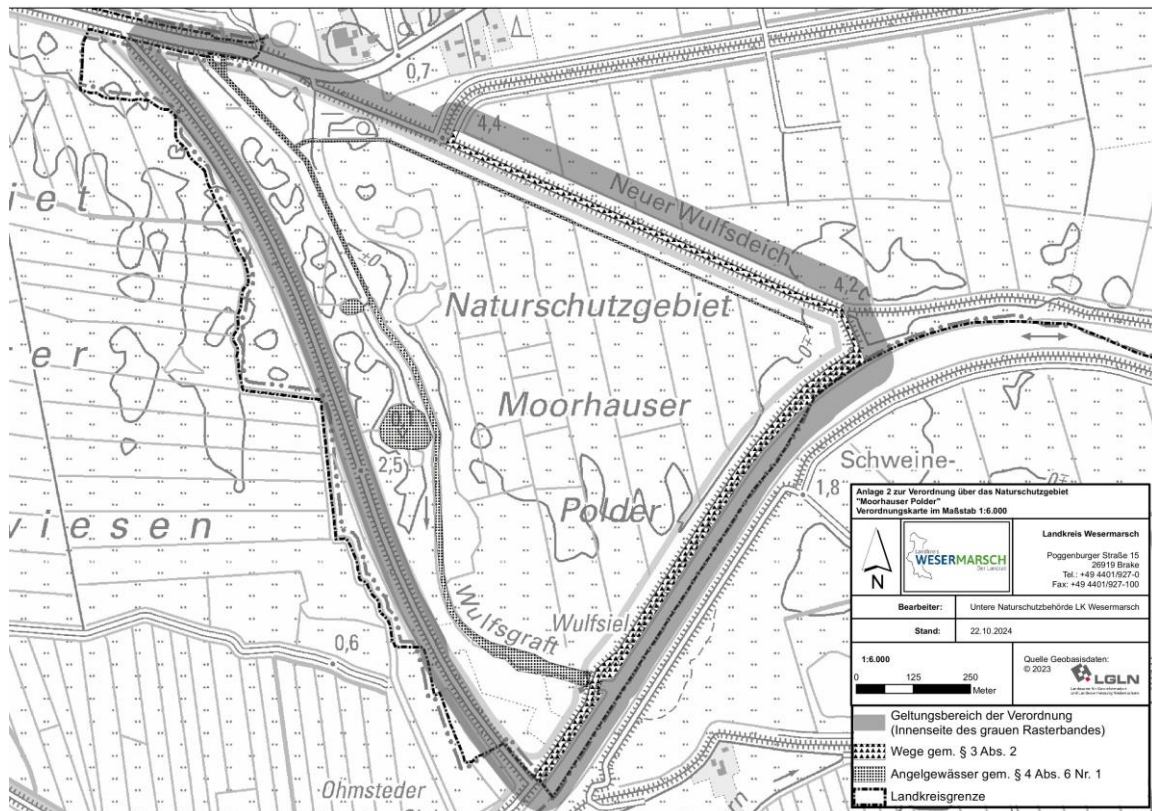 0,7
4,4
Neuer Wulfsdeich
4,2
iet
±0
Naturschutzgebiet
er
Moorhauser
2,5
Schweine-
1,8
Polder
wiesen
Wulfsgraft
Wulfsiel
0,6
Ohmsteder
Anlage 2 zur Verordnung über das Naturschutzgebiet
"Moorhauser Polder"
Verordnungskarte im Maßstab 1:6.000
N
Landkreis
WESERMARSCH
Landkreis Wesermarsch
Poggenburger Straße 15
26919 Brake
Tel.: +49 4401/927-0
Fax: +49 4401/927-100
Bearbeiter: Untere Naturschutzbehörde LK Wesermarsch
Stand: 22.10.2024
1:6.000
0 125 250
Meter
Quelle Geobasisdaten:
© 2023
LGLN
Geltungsbereich der Verordnung
(Innenseite des grauen Rasterbandes)
Wege gem. § 3 Abs. 2
Angelgewässer gem. § 4 Abs. 6 Nr. 1
Landkreisgrenze